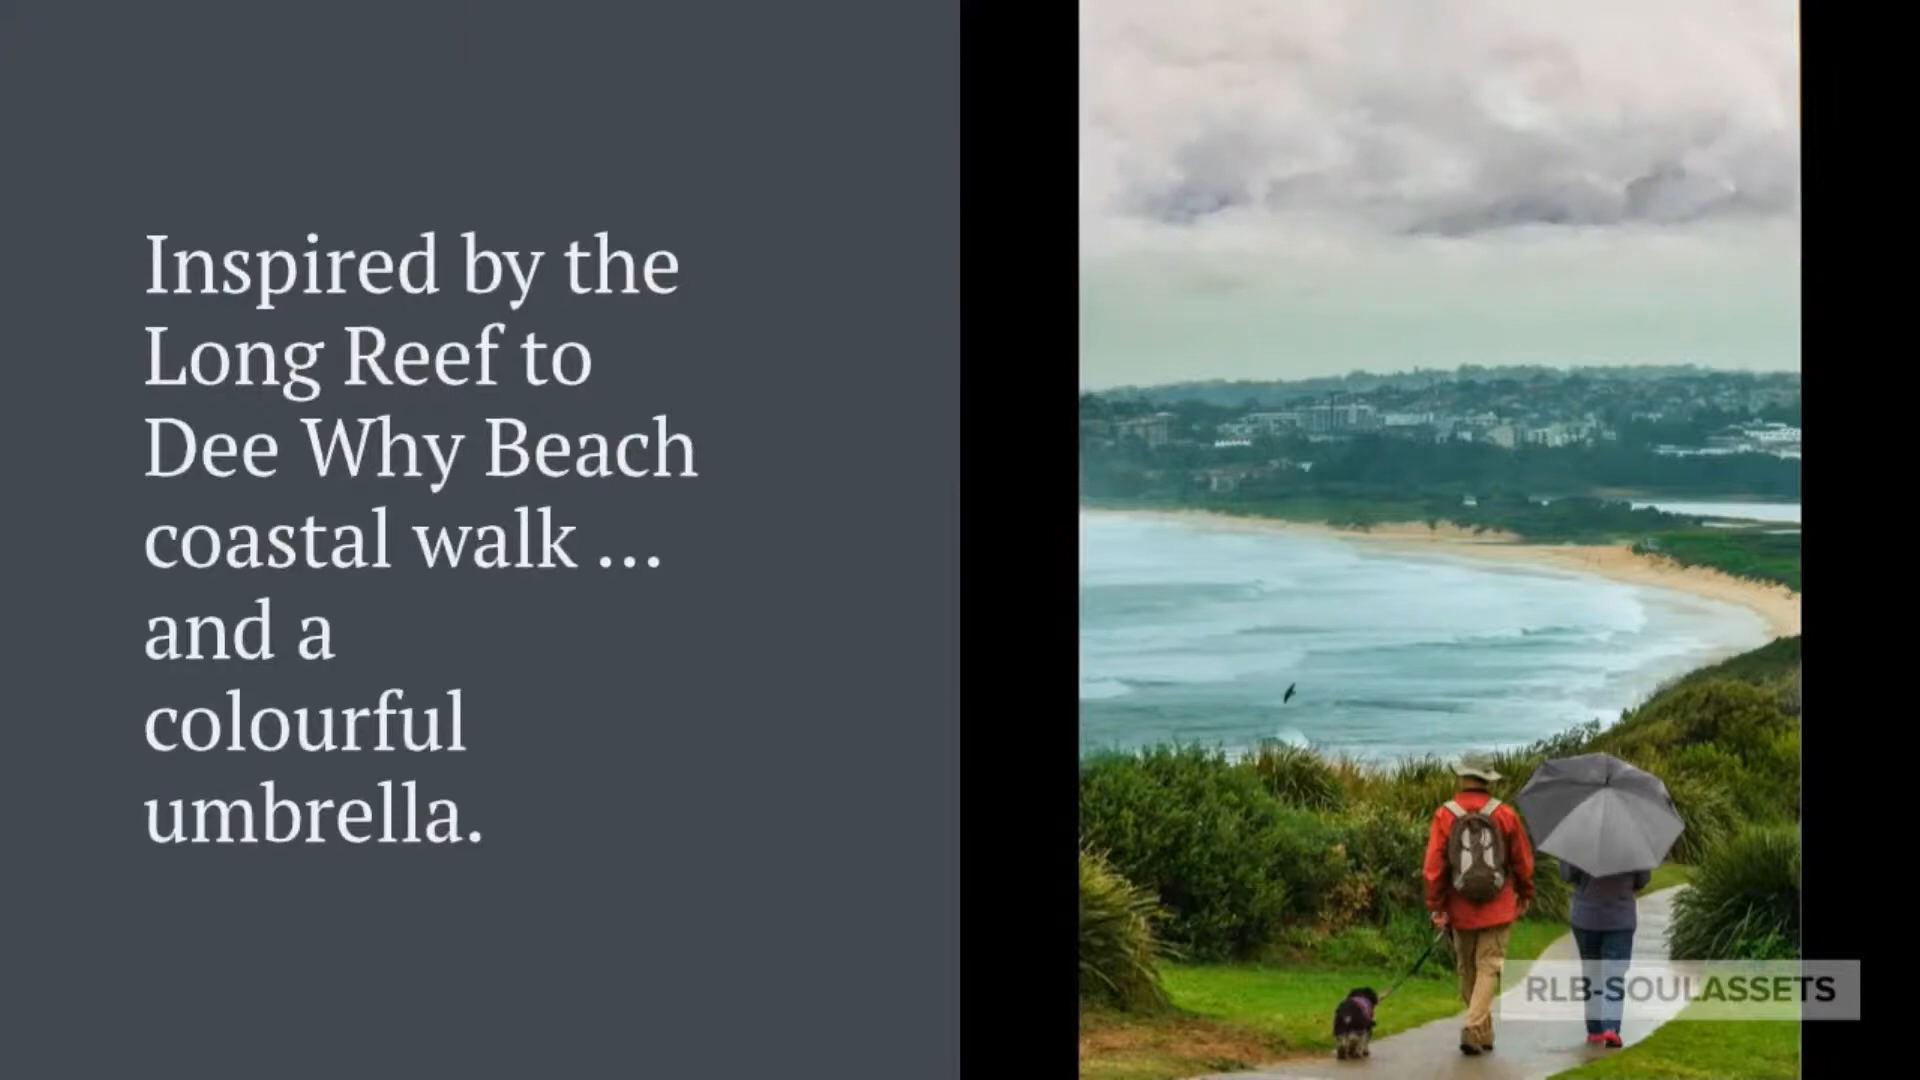 Inspired by the
Long Reef to
Dee Why Beach
coastal walk ...
and a
colourful
umbrella.
RLB-SOULASSETS